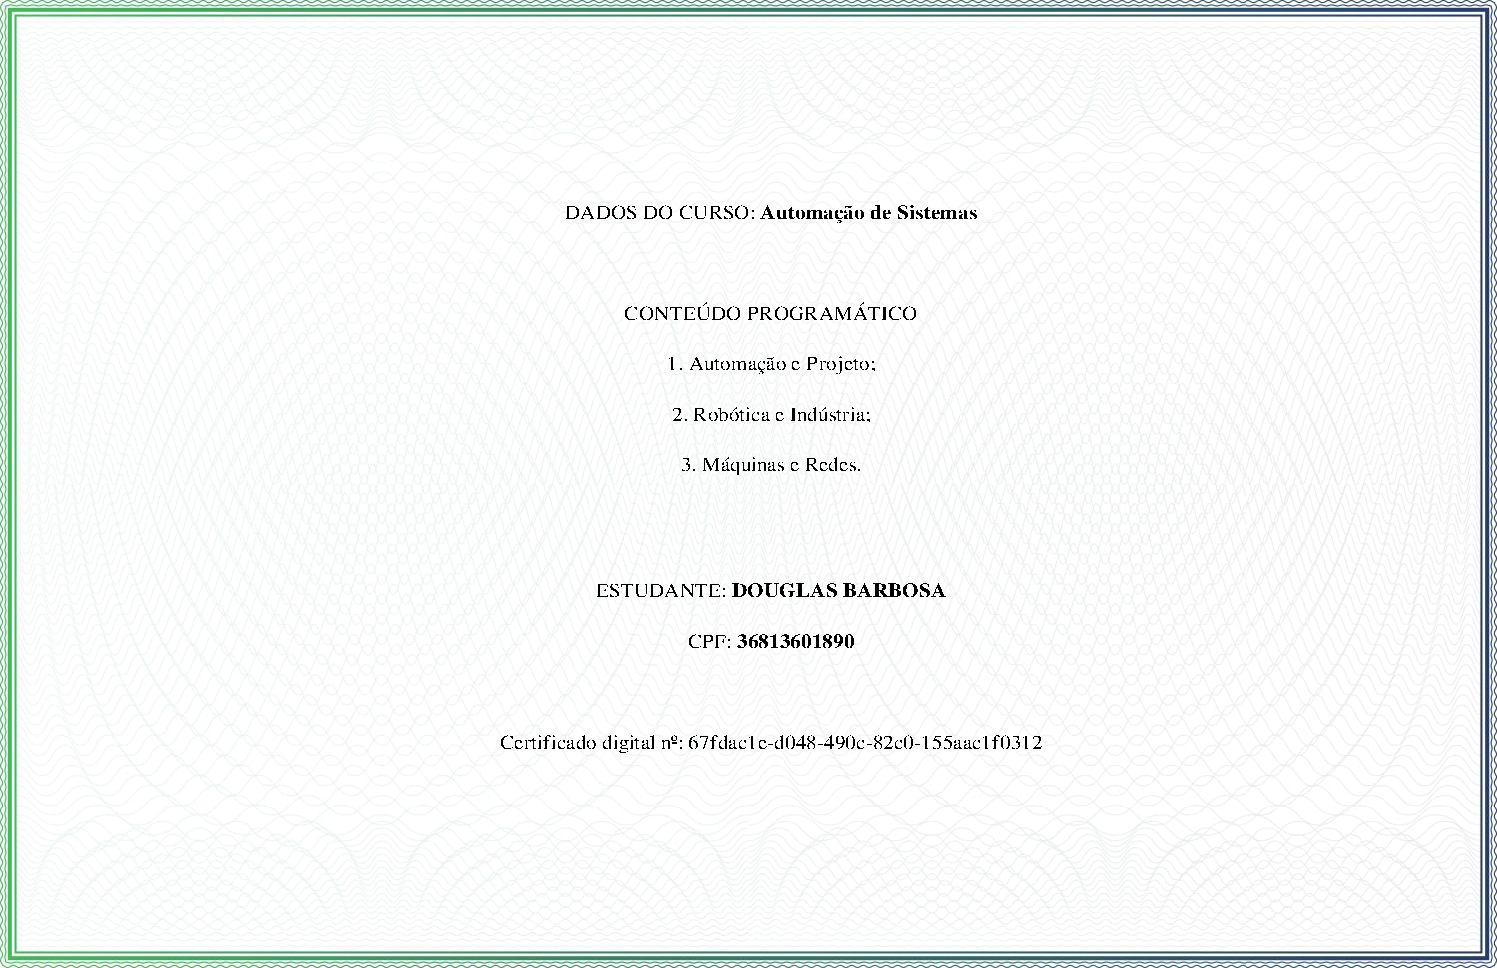 DADOS DO CURSO: Automação de Sistemas
CONTEÚDO PROGRAMÁTICO
1. Automação e Projeto;
2. Robótica e Indústria;
3. Máquinas e Redes.
ESTUDANTE: DOUGLAS BARBOSA
CPF: 36813601890
Certificado digital nº: 67fdac1e-d048-490c-82c0-155aac1f0312